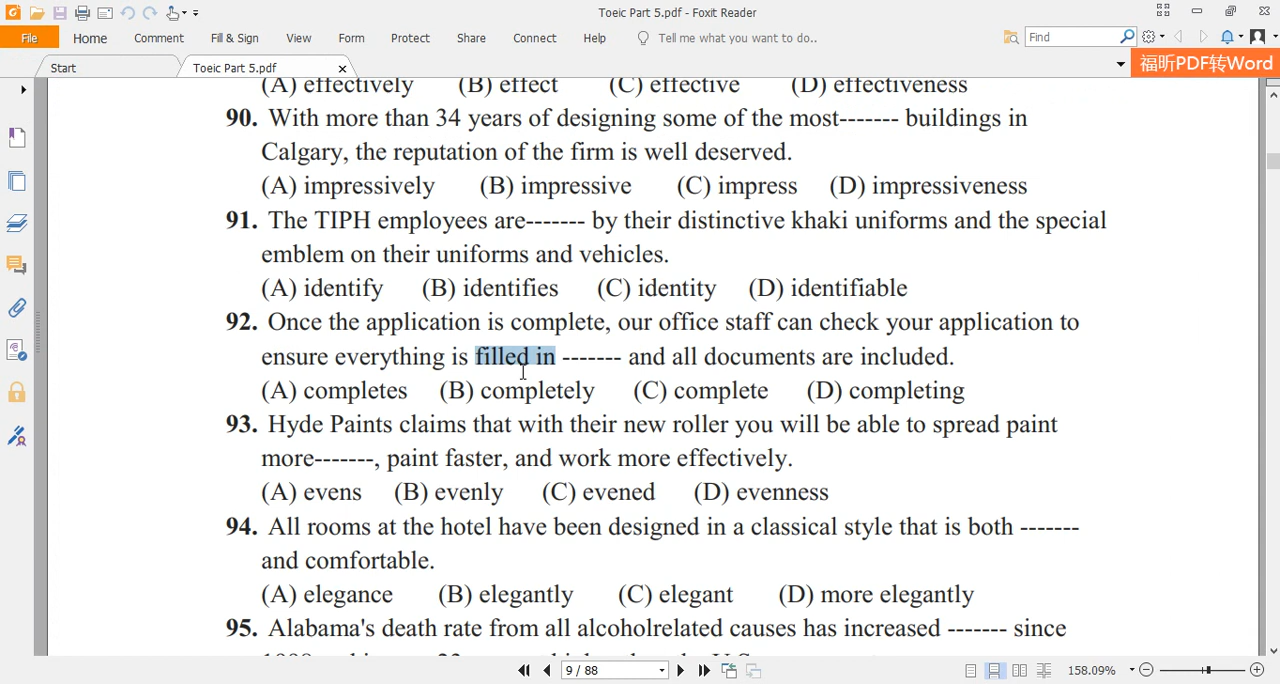 Toeic Part 5.pdf - Foxit Reader
File Home Comment Fill & Sign View Form Protect Share Connect Help Tell me what you want to do.. Find
Start Toeic Part 5.pdf
福昕PDF转Word
(A) effectively (B) effect (C) effective (D) effectiveness
90. With more than 34 years of designing some of the most------- buildings in
Calgary, the reputation of the firm is well deserved.
(A) impressively (B) impressive (C) impress (D) impressiveness
91. The TIPH employees are------- by their distinctive khaki uniforms and the special
emblem on their uniforms and vehicles.
(A) identify (B) identifies (C) identity (D) identifiable
92. Once the application is complete, our office staff can check your application to
ensure everything is filled in ------- and all documents are included.
(A) completes (B) completely (C) complete (D) completing
93. Hyde Paints claims that with their new roller you will be able to spread paint
more-------, paint faster, and work more effectively.
(A) evens (B) evenly (C) evened (D) evenness
94. All rooms at the hotel have been designed in a classical style that is both -------
and comfortable.
(A) elegance (B) elegantly (C) elegant (D) more elegantly
95. Alabama's death rate from all alcoholrelated causes has increased ------- since
9 / 88
158.09%